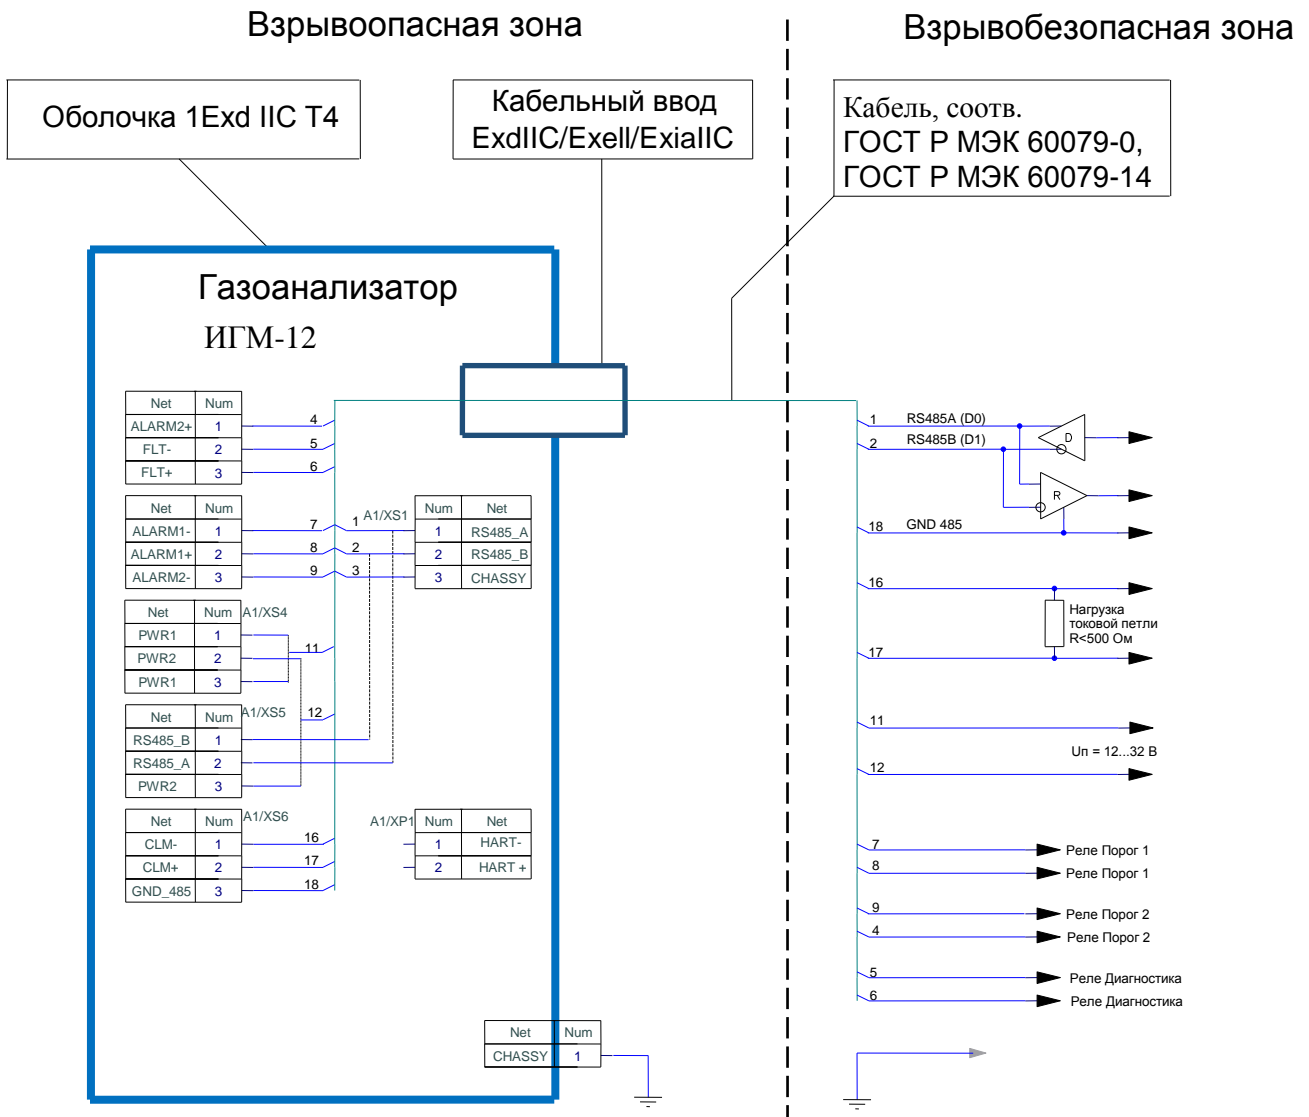 Взрывоопасная зона
Взрывобезопасная зона
Оболочка 1Exd IIC T4
Кабельный ввод
ExdIIC/ExeII/ExiaIIC
Кабель, соотв.
ГОСТ Р МЭК 60079-0,
ГОСТ Р МЭК 60079-14
Газоанализатор
ИГМ-12
Net Num
ALARM2+ 1 4
FLT- 2 5
FLT+ 3 6
Net Num
ALARM1- 1 7
ALARM1+ 2 8
ALARM2- 3 9
A1/XS1 Num Net
1 1 RS485_A
2 2 RS485_B
3 3 CHASSY
Net Num A1/XS4
PWR1 1
PWR2 2 11
PWR1 3
Net Num A1/XS5 12
RS485_B 1
RS485_A 2
PWR2 3
Net Num A1/XS6
CLM- 1 16
CLM+ 2 17
GND_485 3 18
A1/XP1 Num Net
1 HART-
2 HART +
Net Num
CHASSY 1
1 RS485A (D0)
2 RS485B (D1)
D
R
18 GND 485
16
Нагрузка
токовой петли
R<500 Ом
17
11
Uп = 12...32 В
12
7 Реле Порог 1
8 Реле Порог 1
9 Реле Порог 2
4 Реле Порог 2
5 Реле Диагностика
6 Реле Диагностика